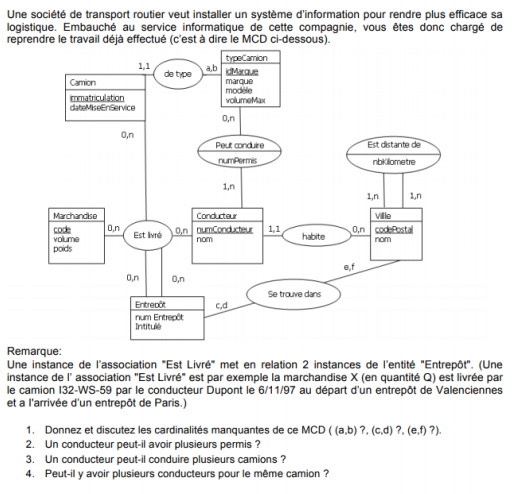 Une société de transport routier veut installer un système d'information pour rendre plus efficace sa
logistique. Embauché au service informatique de cette compagnie, vous êtes donc chargé de
reprendre le travail déjà effectué (c'est à dire le MCD ci-dessous).
typeCamion
idMarque
marque
modèle
volumeMax
1,1
de type
a,b
Camion
immatriculation
dateMiseEnService
0,n
0,n
Peut conduire
numPermis
Est distante de
nbKilometre
1,n
1,n
1,n
Marchandise
code
volume
poids
0,n
Est livré
0,n
Conducteur
numConducteur
nom
1,1
habite
0,n
Villle
codePostal
nom
e,f
0,n
0,n
Se trouve dans
c,d
Entrepôt
num Entrepôt
Intitulé
Remarque:
Une instance de l'association "Est Livré" met en relation 2 instances de l'entité "Entrepôt". (Une
instance de l' association "Est Livré" est par exemple la marchandise X (en quantité Q) est livrée par
le camion I32-WS-59 par le conducteur Dupont le 6/11/97 au départ d'un entrepôt de Valenciennes
et a l'arrivée d'un entrepôt de Paris.)
1. Donnez et discutez les cardinalités manquantes de ce MCD ( (a,b) ?, (c,d) ?, (e,f) ?).
2. Un conducteur peut-il avoir plusieurs permis ?
3. Un conducteur peut-il conduire plusieurs camions ?
4. Peut-il y avoir plusieurs conducteurs pour le même camion ?